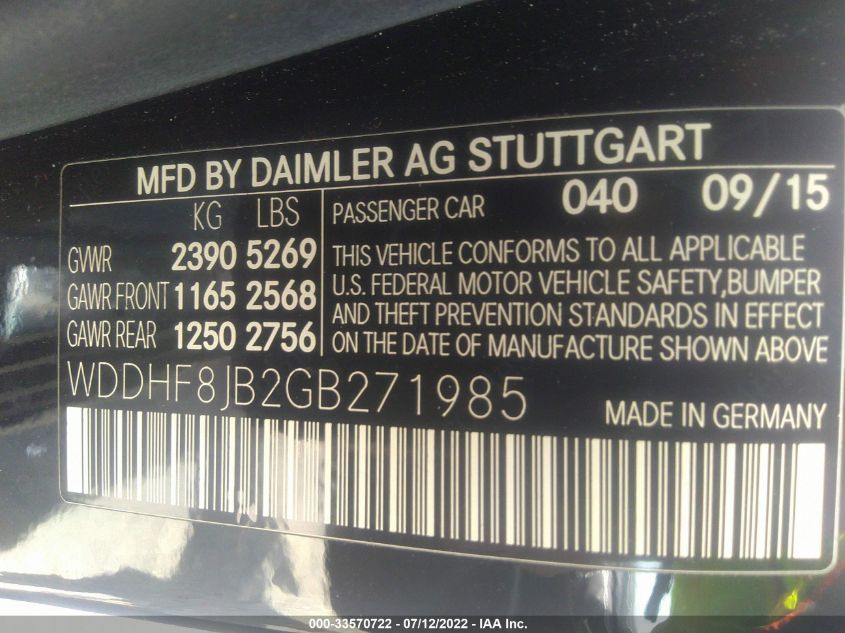 MFD BY DAIMLER AG STUTTGART
KG LBS
GVWR 2390 5269
GAWR FRONT 1165 2568
GAWR REAR 1250 2756
PASSENGER CAR 040 09/15
THIS VEHICLE CONFORMS TO ALL APPLICABLE
U.S. FEDERAL MOTOR VEHICLE SAFETY,BUMPER
AND THEFT PREVENTION STANDARDS IN EFFECT
ON THE DATE OF MANUFACTURE SHOWN ABOVE
WDDHF8JB2GB271985
MADE IN GERMANY
000-33570722 - 07/12/2022 - IAA Inc.